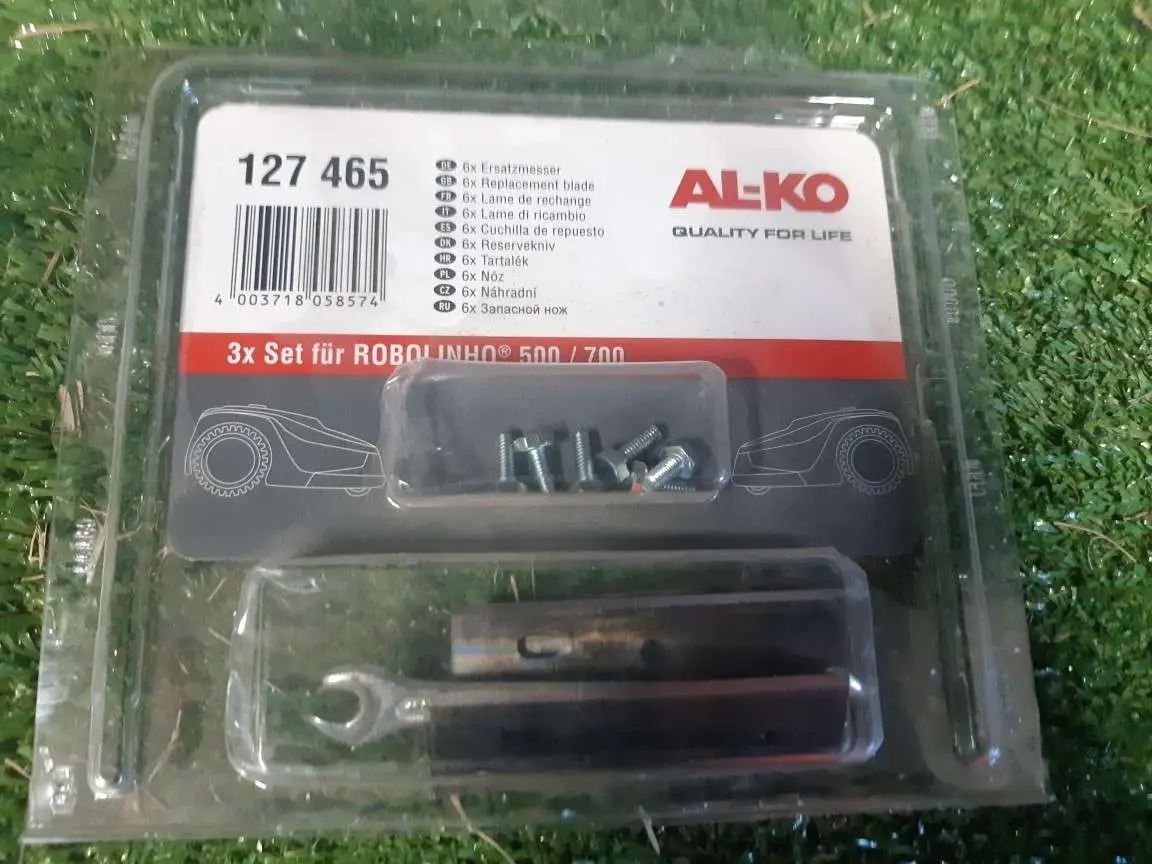 127 465
4 003718 058574
DE 6x Ersatzmesser
GB 6x Replacement blade
FR 6x Lame de rechange
IT 6x Lame di ricambio
ES 6x Cuchilla de repuesto
DK 6x Reservekniv
HR 6x Tartalék
PL 6x Nóz
CZ 6x Náhradní
RU 6x Запасной нож
AL-KO
QUALITY FOR LIFE
3x Set für ROBOLINHO® 500 / 700